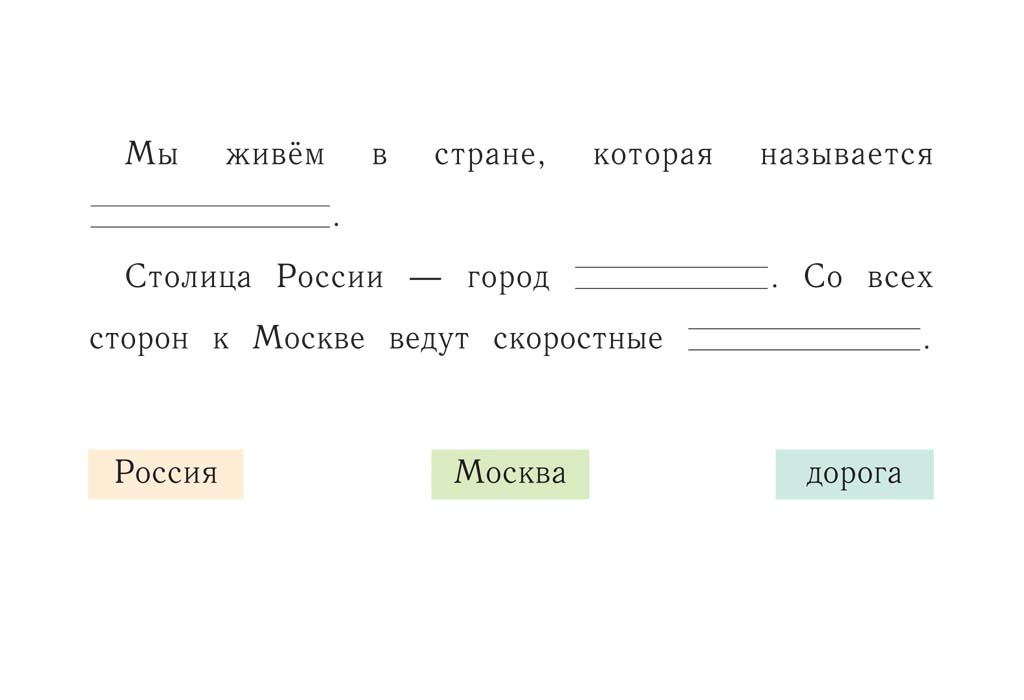 Мы живём в стране, которая называется
.
Столица России — город . Со всех
сторон к Москве ведут скоростные .
Россия Москва дорога